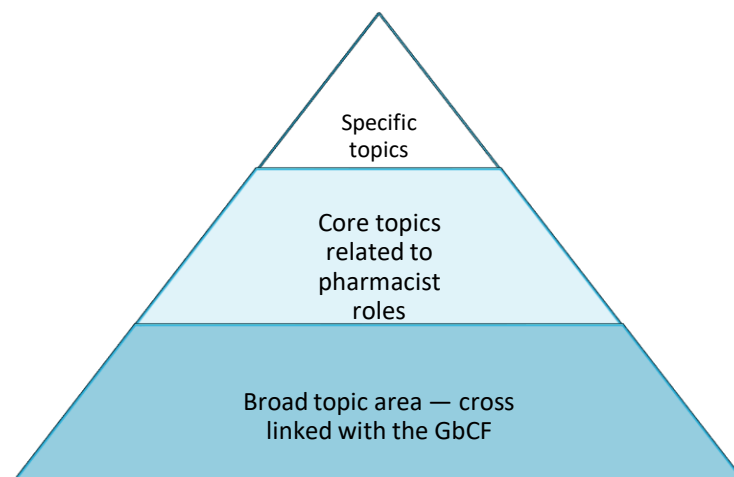 Specific
topics
Core topics
related to
pharmacist
roles
Broad topic area — cross
linked with the GbCF